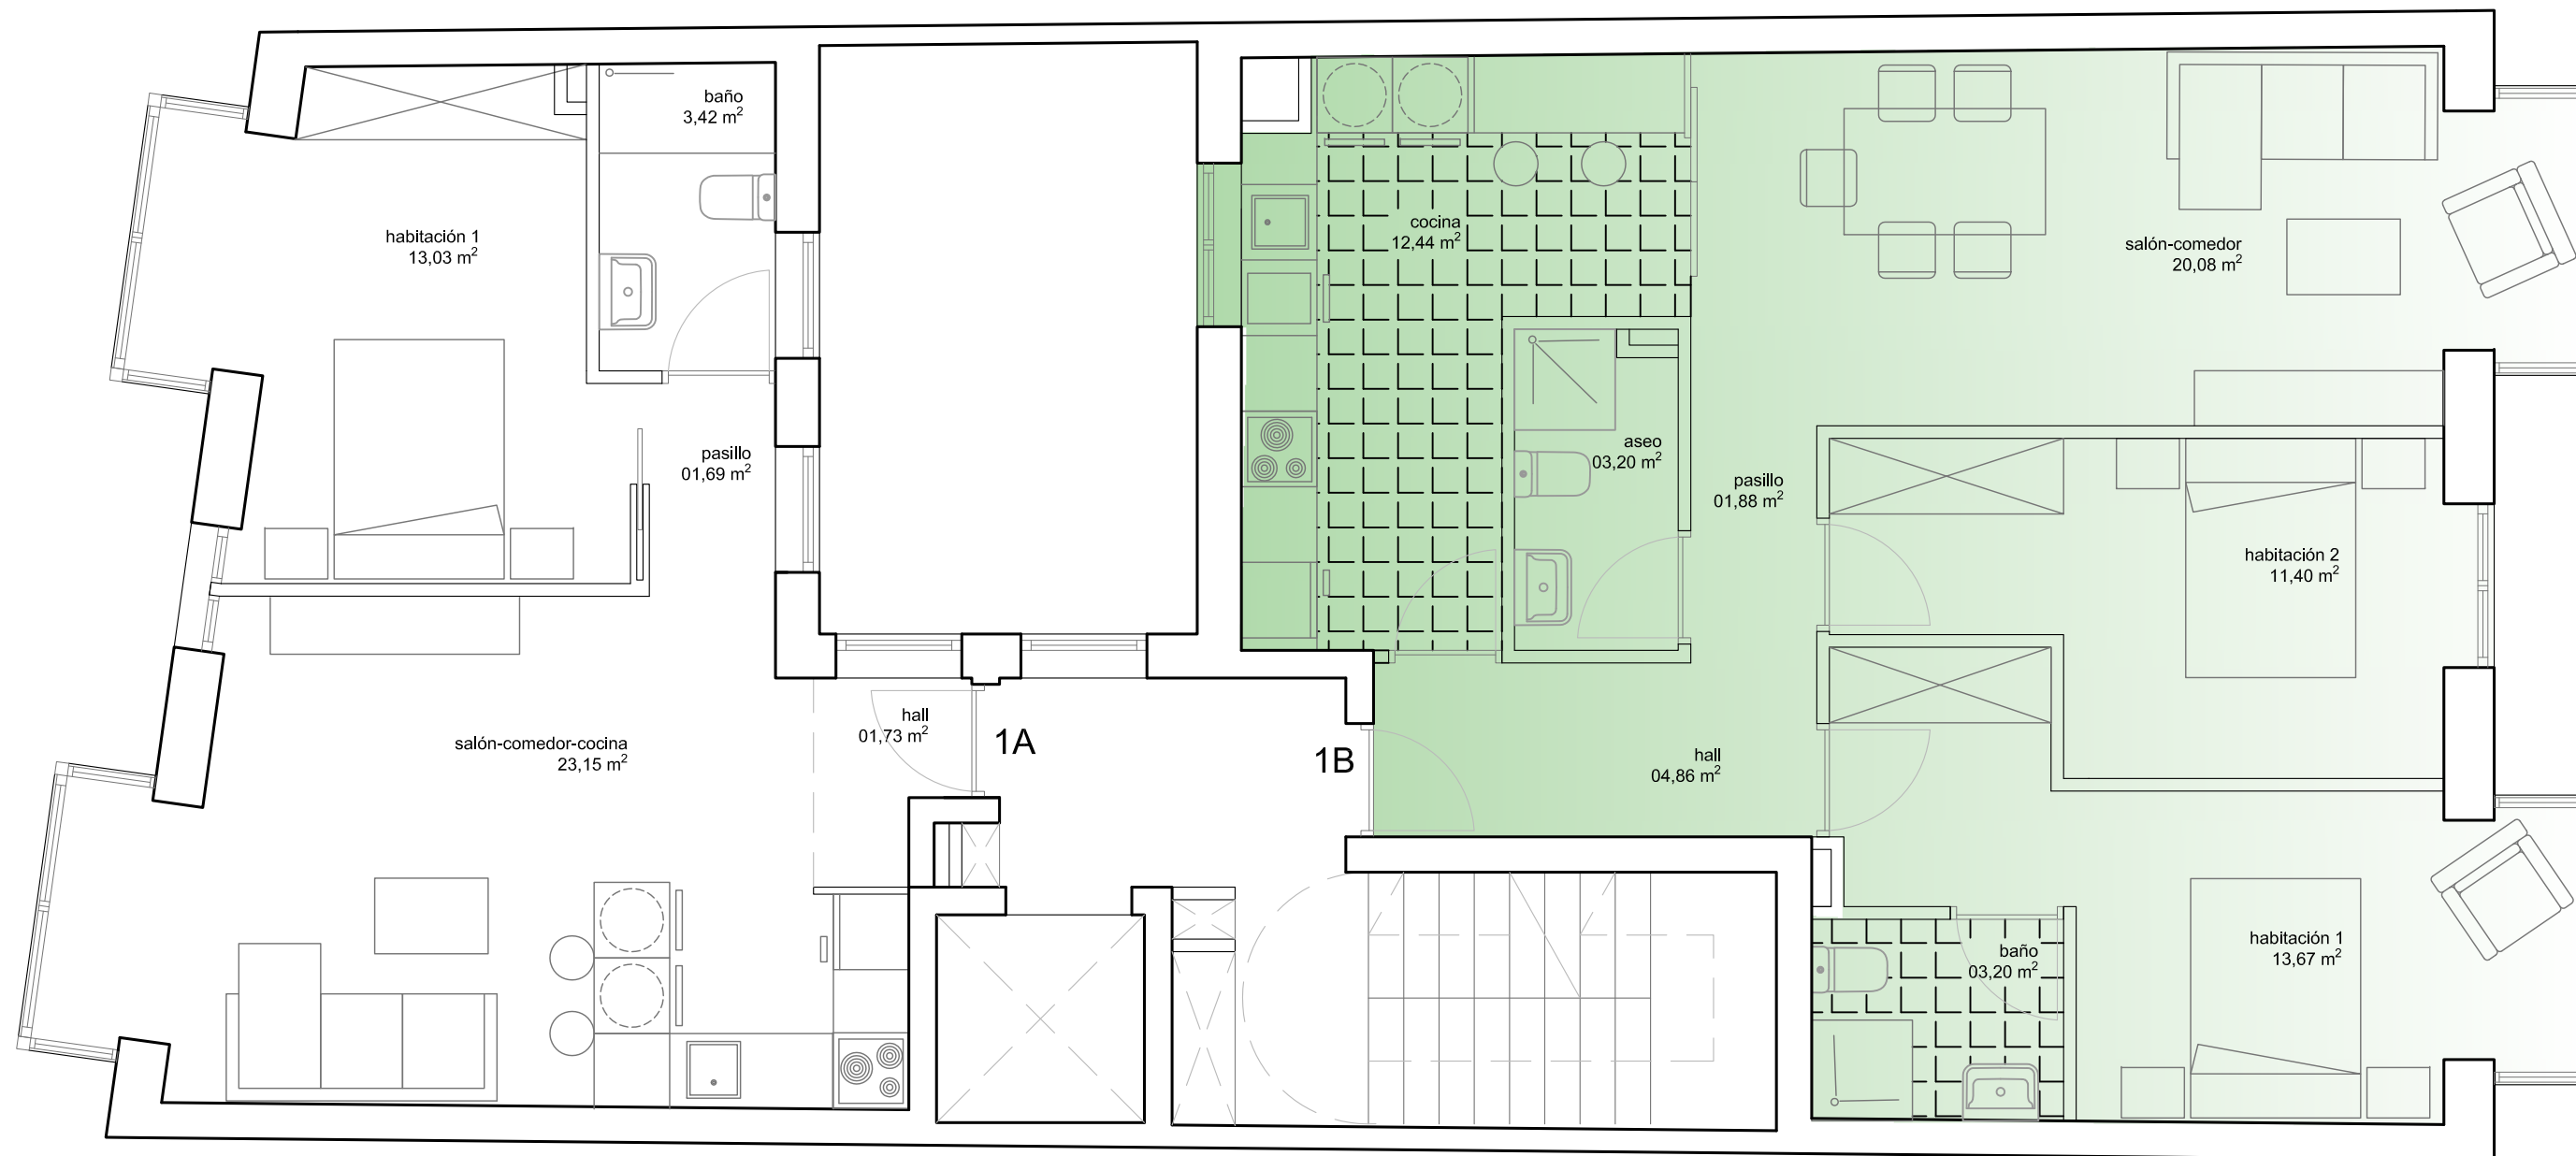 baño
3,42 m²
habitación 1
13,03 m²
pasillo
01,69 m²
hall
01,73 m²
salón-comedor-cocina
23,15 m²
1A
1B
cocina
12,44 m²
salón-comedor
20,08 m²
aseo
03,20 m²
pasillo
01,88 m²
habitación 2
11,40 m²
hall
04,86 m²
baño
03,20 m²
habitación 1
13,67 m²